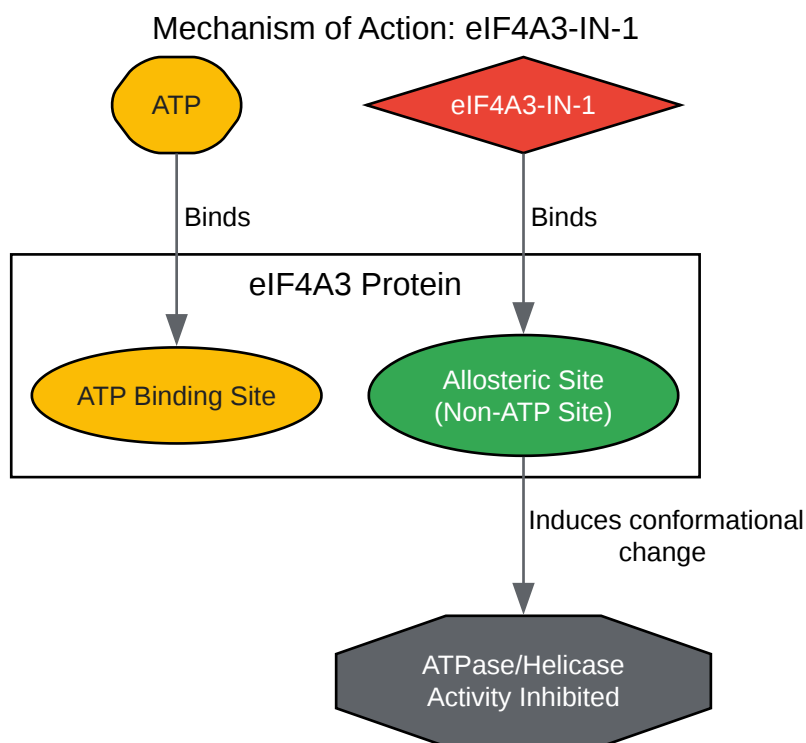 Mechanism of Action: eIF4A3-IN-1
ATP
eIF4A3-IN-1
Binds
Binds
eIF4A3 Protein
ATP Binding Site
Allosteric Site
(Non-ATP Site)
Induces conformational
change
ATPase/Helicase
Activity Inhibited